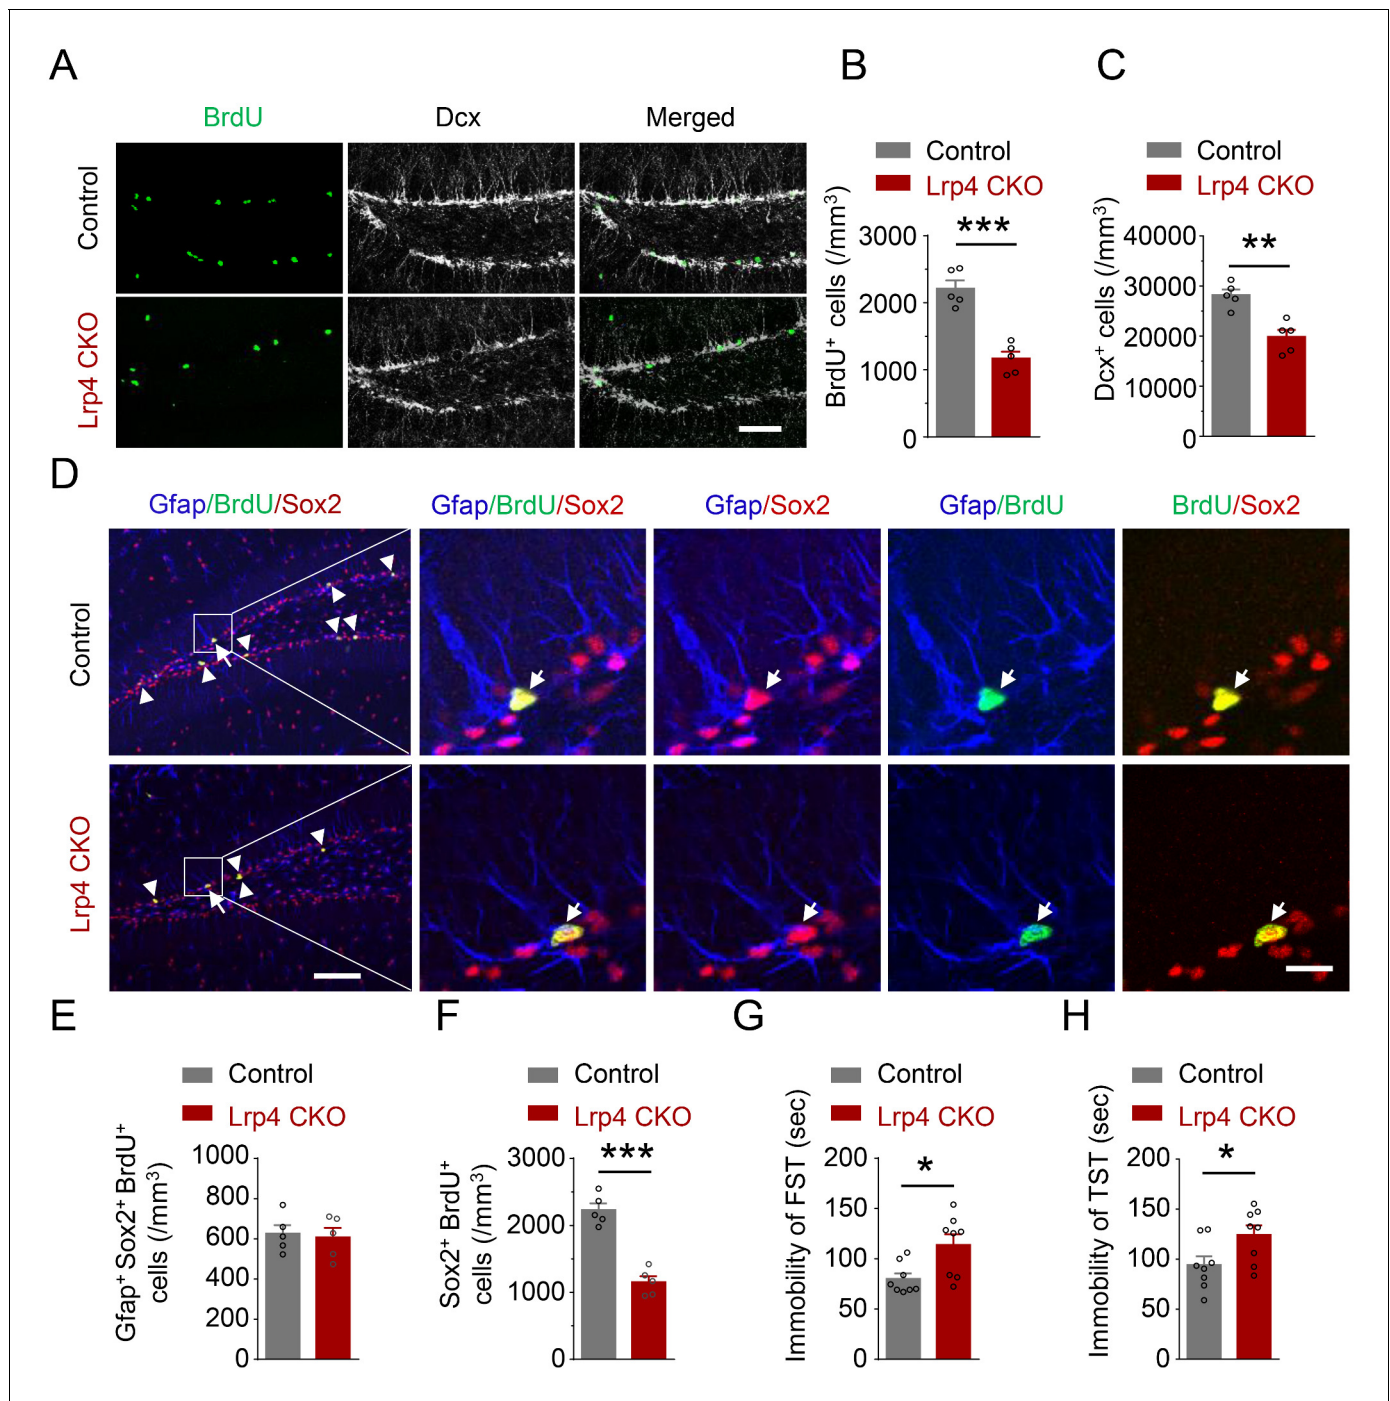 A
B
C
BrdU
Dcx
Merged
Control
Lrp4 CKO
Control
Lrp4 CKO
BrdU⁺ cells (/mm³)
3000
2000
1000
0
***
Control
Lrp4 CKO
Dcx⁺ cells (/mm³)
40000
30000
20000
10000
0
**
D
Gfap/BrdU/Sox2
Gfap/BrdU/Sox2
Gfap/Sox2
Gfap/BrdU
BrdU/Sox2
Control
Lrp4 CKO
E
F
G
H
Control
Lrp4 CKO
Gfap⁺ Sox2⁺ BrdU⁺
cells (/mm³)
1000
800
600
400
200
0
Control
Lrp4 CKO
Sox2⁺ BrdU⁺
cells (/mm³)
3000
2000
1000
0
***
Control
Lrp4 CKO
Immobility of FST (sec)
200
150
100
50
0
*
Control
Lrp4 CKO
Immobility of TST (sec)
200
150
100
50
0
*